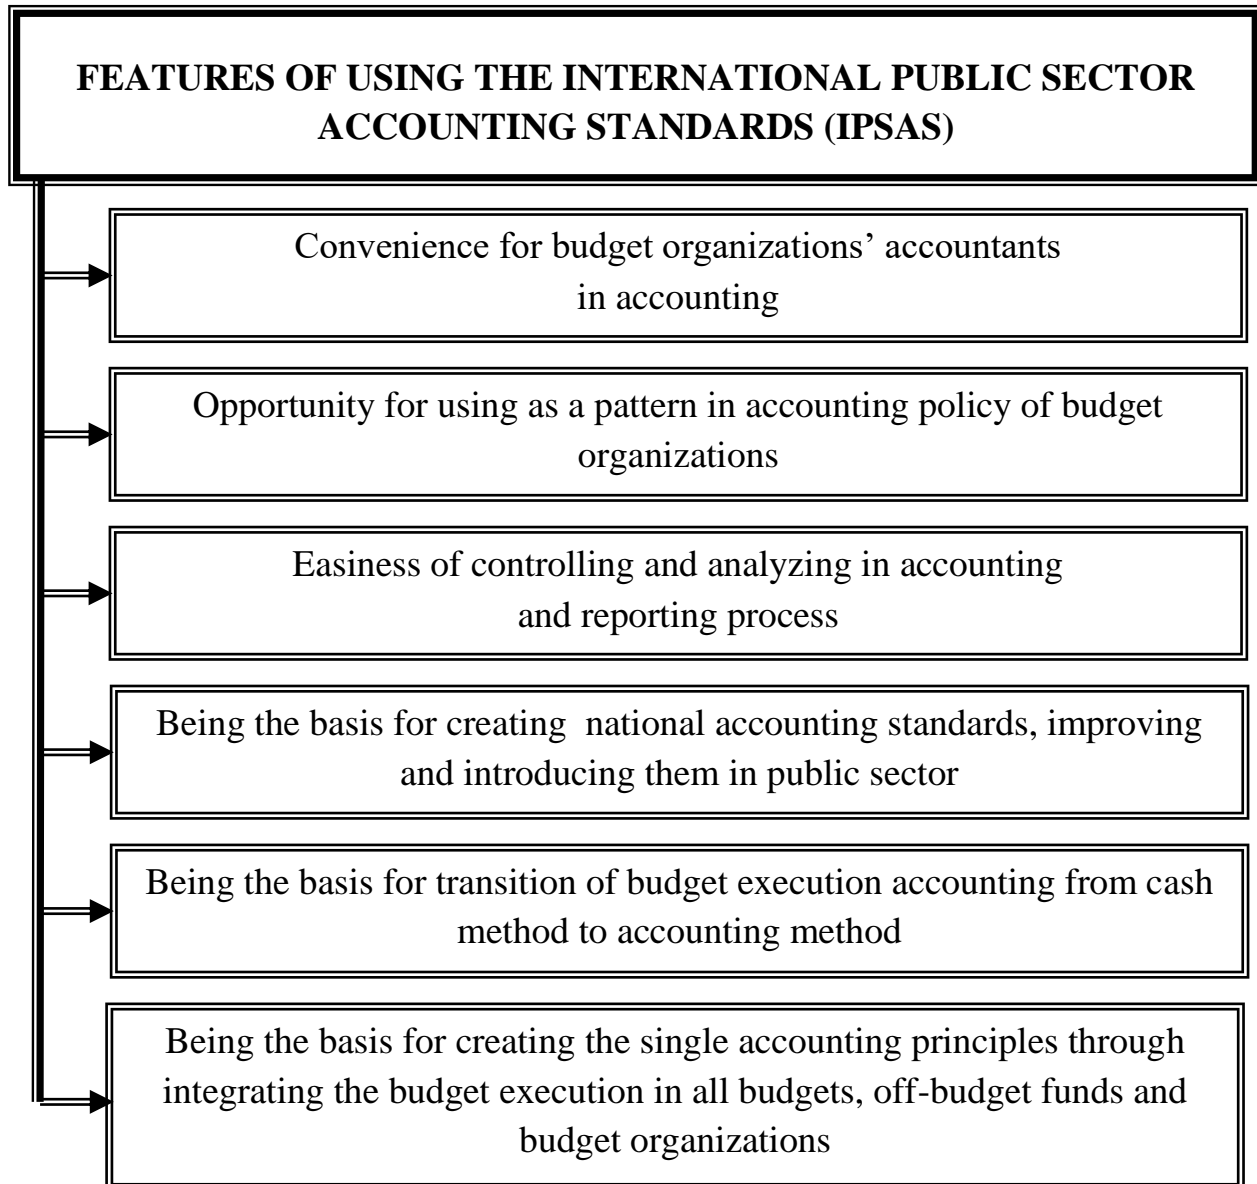 FEATURES OF USING THE INTERNATIONAL PUBLIC SECTOR
ACCOUNTING STANDARDS (IPSAS)
Convenience for budget organizations’ accountants
in accounting
Opportunity for using as a pattern in accounting policy of budget
organizations
Easiness of controlling and analyzing in accounting
and reporting process
Being the basis for creating  national accounting standards, improving
and introducing them in public sector
Being the basis for transition of budget execution accounting from cash
method to accounting method
Being the basis for creating the single accounting principles through
integrating the budget execution in all budgets, off-budget funds and
budget organizations